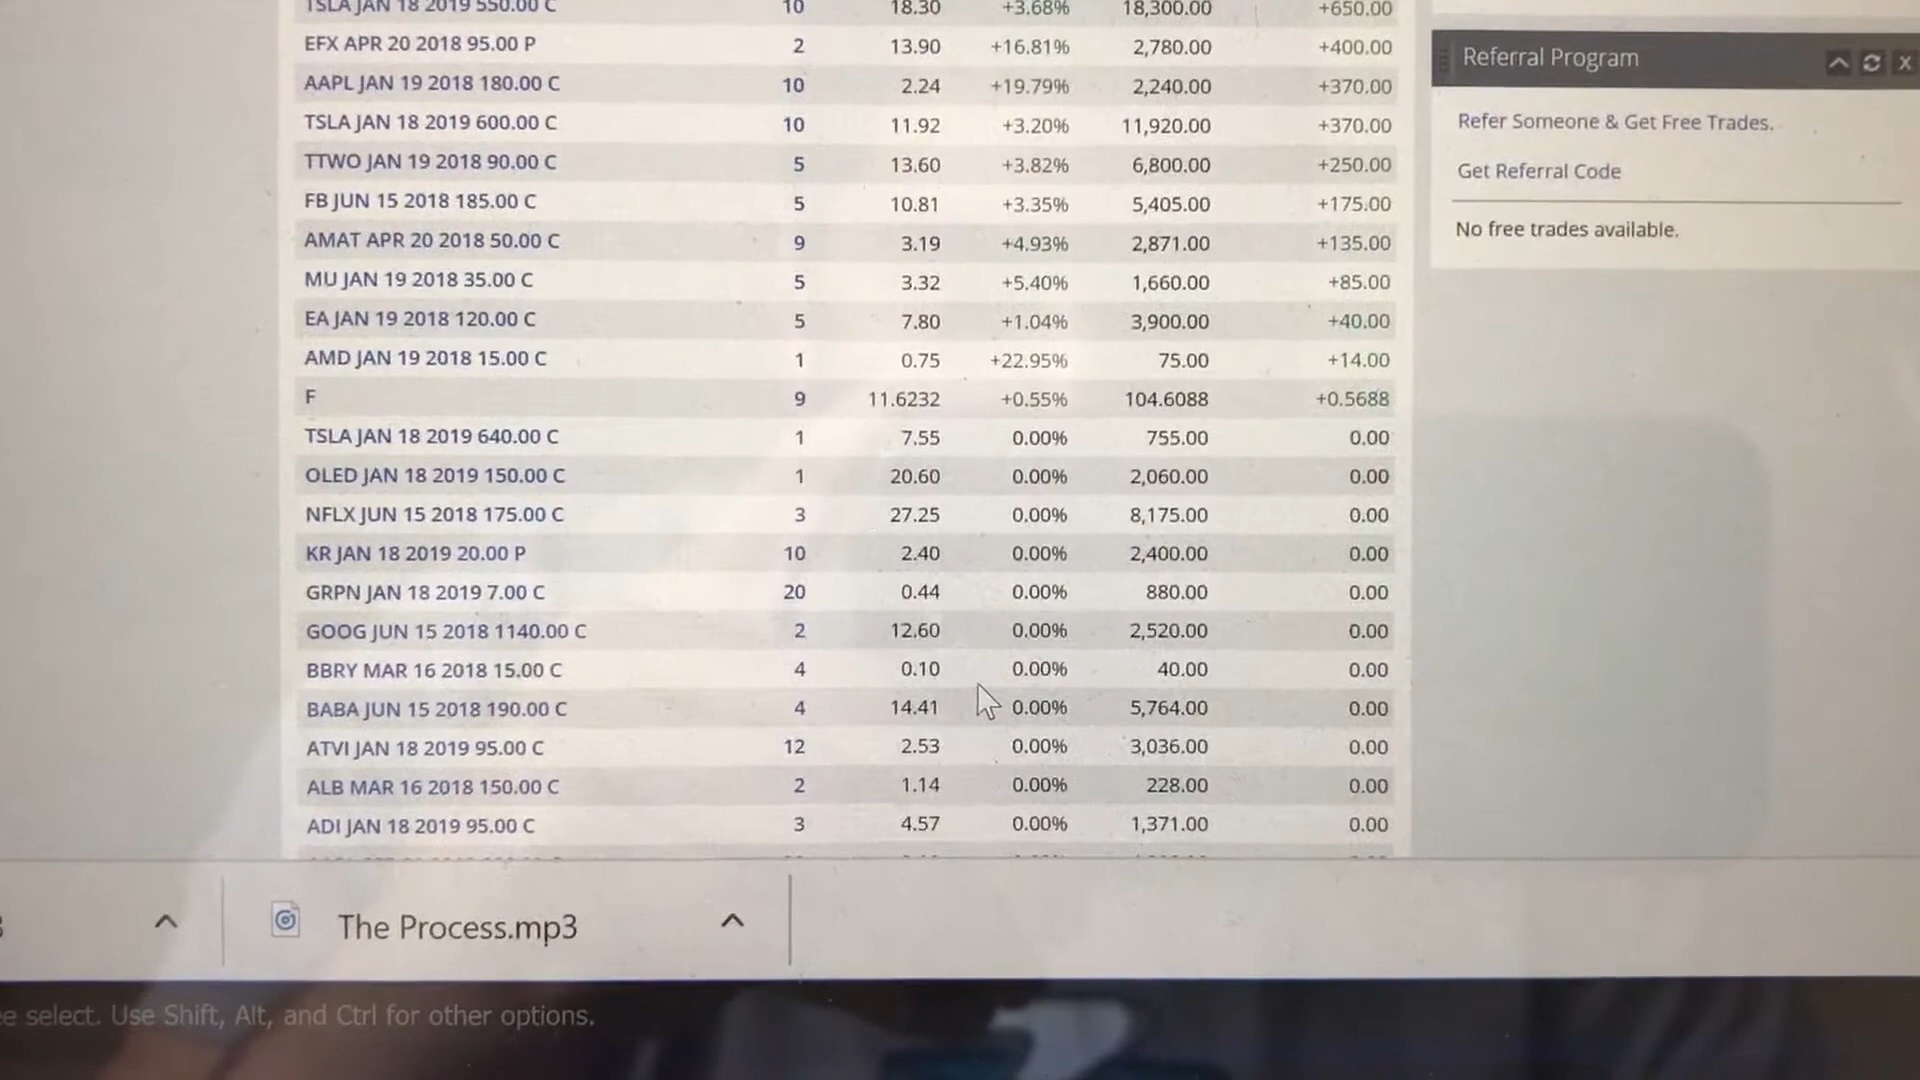 TSLA JAN 18 2019 550.00 C 10 18.30 +3.68% 18,300.00 +650.00
EFX APR 20 2018 95.00 P 2 13.90 +16.81% 2,780.00 +400.00
AAPL JAN 19 2018 180.00 C 10 2.24 +19.79% 2,240.00 +370.00
TSLA JAN 18 2019 600.00 C 10 11.92 +3.20% 11,920.00 +370.00
TTWO JAN 19 2018 90.00 C 5 13.60 +3.82% 6,800.00 +250.00
FB JUN 15 2018 185.00 C 5 10.81 +3.35% 5,405.00 +175.00
AMAT APR 20 2018 50.00 C 9 3.19 +4.93% 2,871.00 +135.00
MU JAN 19 2018 35.00 C 5 3.32 +5.40% 1,660.00 +85.00
EA JAN 19 2018 120.00 C 5 7.80 +1.04% 3,900.00 +40.00
AMD JAN 19 2018 15.00 C 1 0.75 +22.95% 75.00 +14.00
F 9 11.6232 +0.55% 104.6088 +0.5688
TSLA JAN 18 2019 640.00 C 1 7.55 0.00% 755.00 0.00
OLED JAN 18 2019 150.00 C 1 20.60 0.00% 2,060.00 0.00
NFLX JUN 15 2018 175.00 C 3 27.25 0.00% 8,175.00 0.00
KR JAN 18 2019 20.00 P 10 2.40 0.00% 2,400.00 0.00
GRPN JAN 18 2019 7.00 C 20 0.44 0.00% 880.00 0.00
GOOG JUN 15 2018 1140.00 C 2 12.60 0.00% 2,520.00 0.00
BBRY MAR 16 2018 15.00 C 4 0.10 0.00% 40.00 0.00
BABA JUN 15 2018 190.00 C 4 14.41 0.00% 5,764.00 0.00
ATVI JAN 18 2019 95.00 C 12 2.53 0.00% 3,036.00 0.00
ALB MAR 16 2018 150.00 C 2 1.14 0.00% 228.00 0.00
ADI JAN 18 2019 95.00 C 3 4.57 0.00% 1,371.00 0.00
Referral Program
Refer Someone & Get Free Trades.
Get Referral Code
No free trades available.
The Process.mp3
select. Use Shift, Alt, and Ctrl for other options.